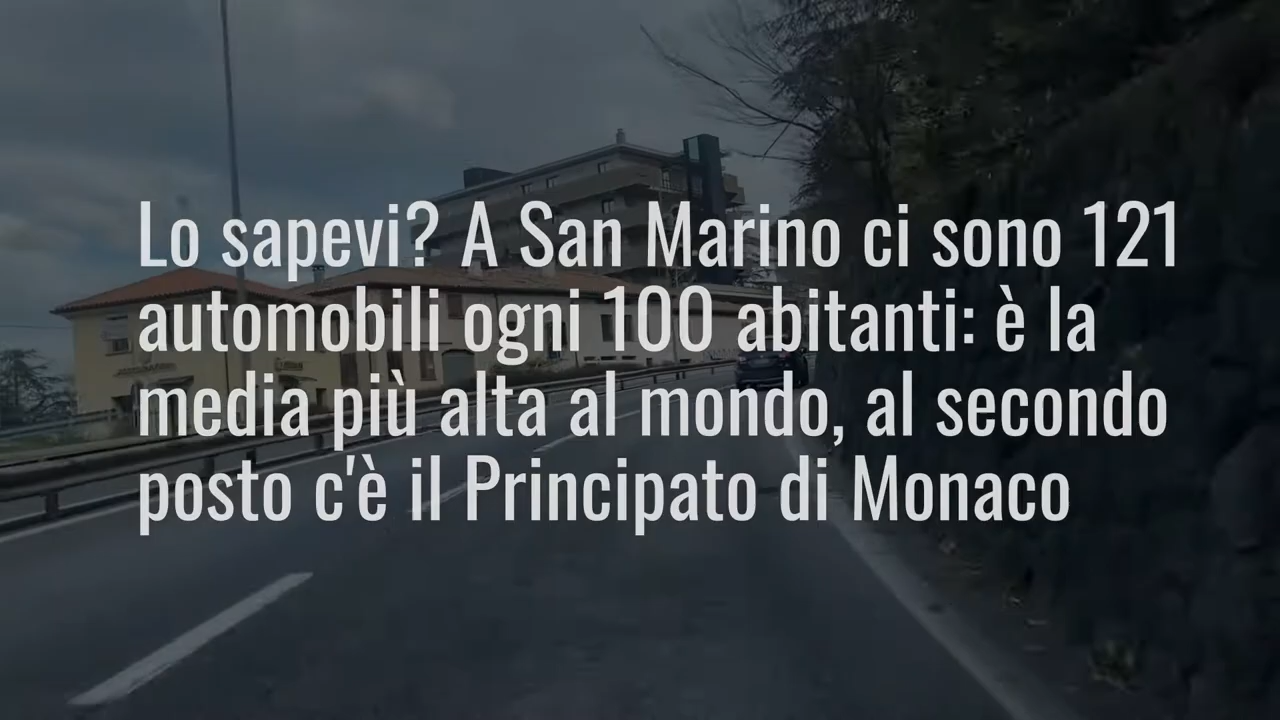 Lo sapevi? A San Marino ci sono 121
automobili ogni 100 abitanti: è la
media più alta al mondo, al secondo
posto c'è il Principato di Monaco